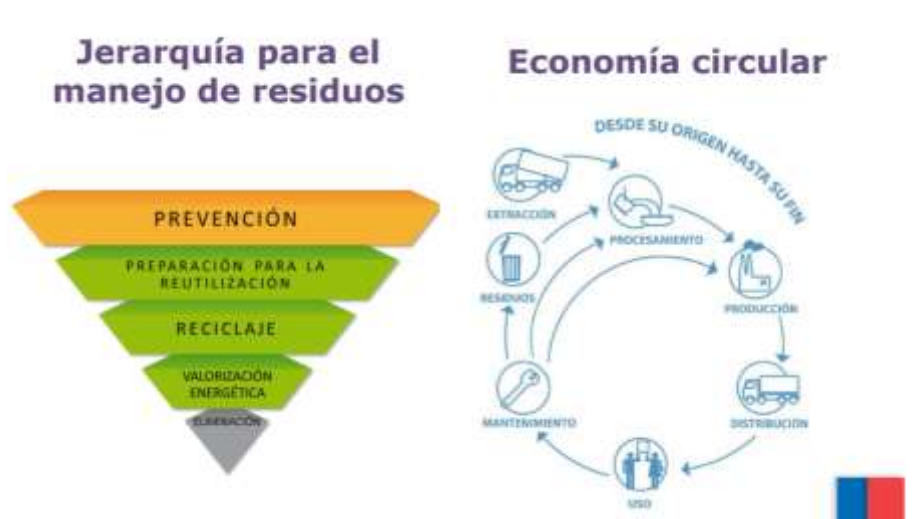 Jerarquía para el
manejo de residuos
PREVENCIÓN
PREPARACIÓN PARA LA
REUTILIZACIÓN
RECICLAJE
VALORIZACIÓN
ENERGÉTICA
ELIMINACIÓN
Economía circular
DESDE SU ORIGEN HASTA SU FIN
EXTRACCIÓN
PROCESAMIENTO
RESIDUOS
PRODUCCIÓN
MANTENIMIENTO
DISTRIBUCIÓN
USO